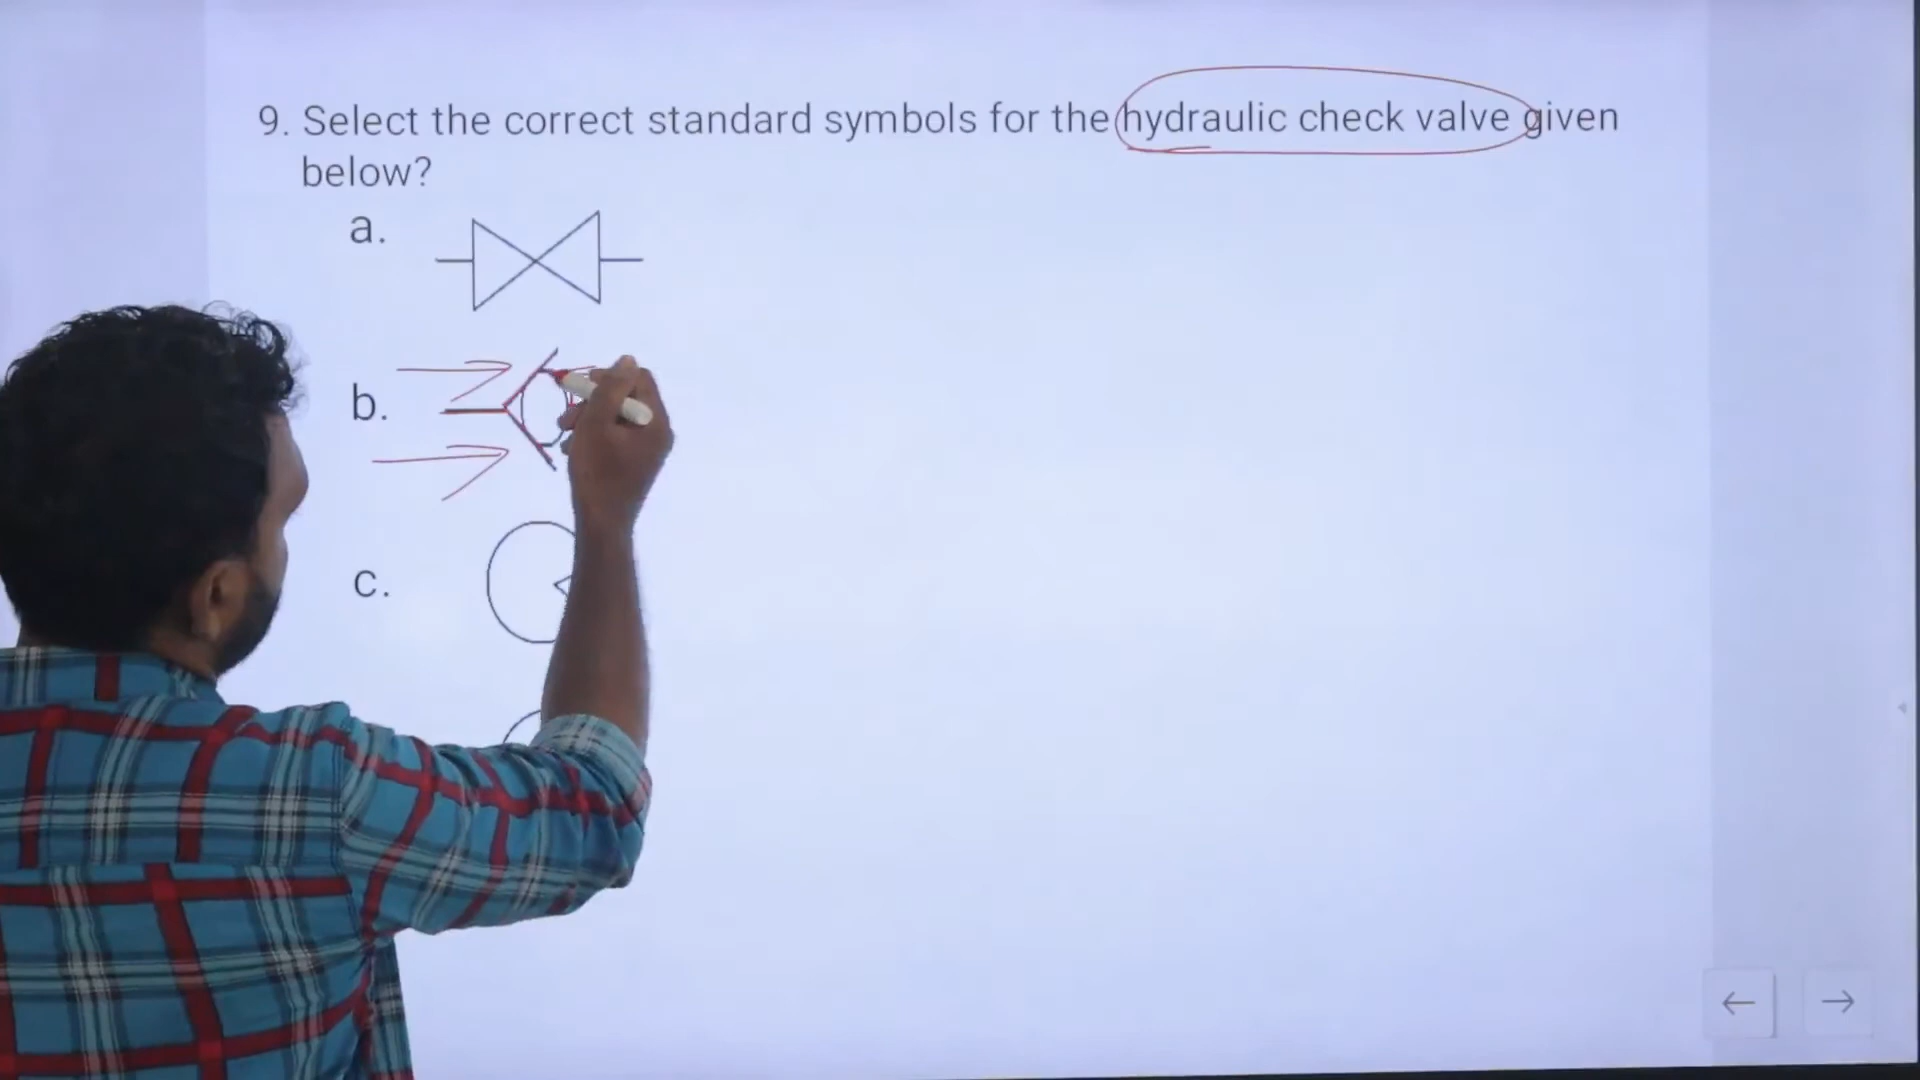 9. Select the correct standard symbols for the hydraulic check valve given
below?
a.
b.
c.